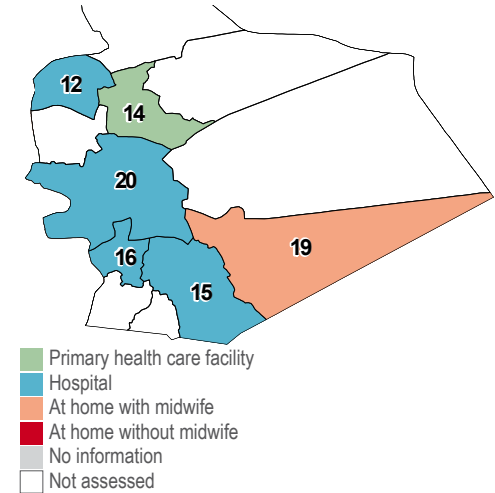 12
14
20
16
19
15
Primary health care facility
Hospital
At home with midwife
At home without midwife
No information
Not assessed